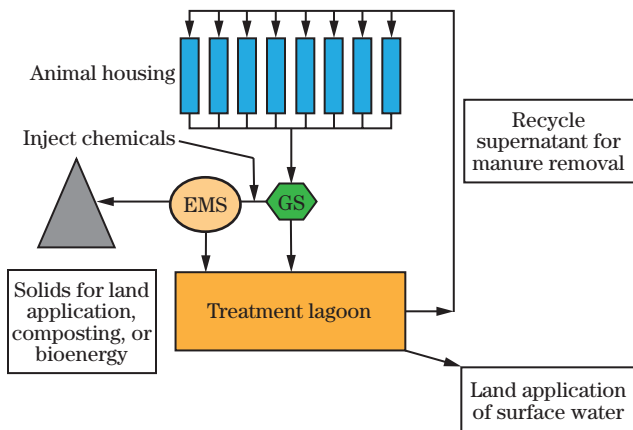 Animal housing
Inject chemicals
Recycle
supernatant for
manure removal
EMS
GS
Solids for land
application,
composting, or
bioenergy
Treatment lagoon
Land application
of surface water